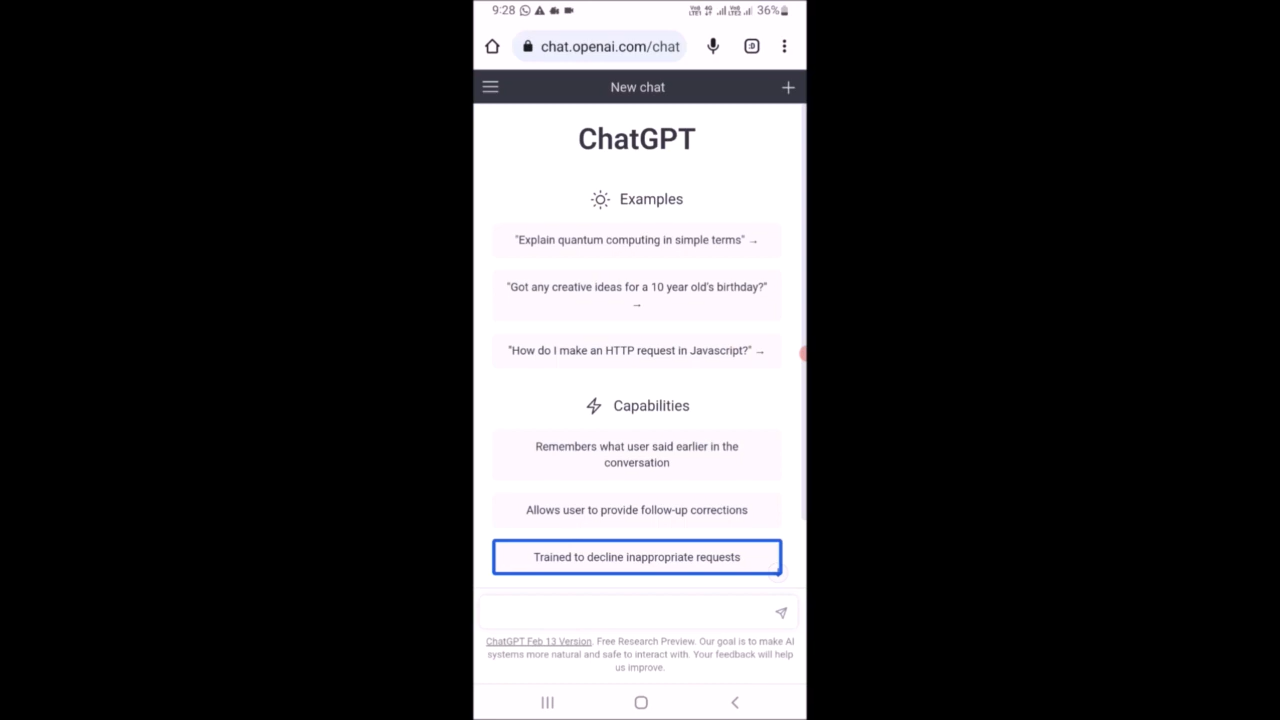 9:28 36%
chat.openai.com/chat :D
New chat
ChatGPT
Examples
"Explain quantum computing in simple terms" →
"Got any creative ideas for a 10 year old's birthday?"
→
"How do I make an HTTP request in Javascript?" →
Capabilities
Remembers what user said earlier in the
conversation
Allows user to provide follow-up corrections
Trained to decline inappropriate requests
ChatGPT Feb 13 Version. Free Research Preview. Our goal is to make AI
systems more natural and safe to interact with. Your feedback will help
us improve.